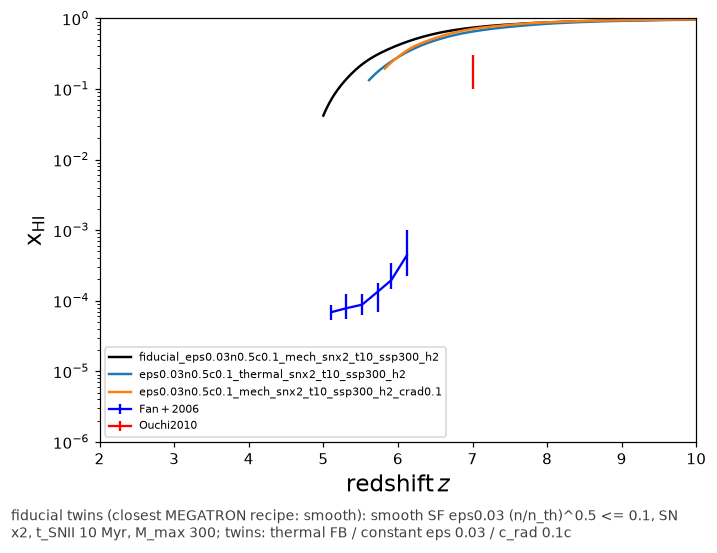 10^0
10^-1
10^-2
10^-3
10^-4
10^-5
10^-6
x_HI
fiducial_eps0.03n0.5c0.1_mech_snx2_t10_ssp300_h2
eps0.03n0.5c0.1_thermal_snx2_t10_ssp300_h2
eps0.03n0.5c0.1_mech_snx2_t10_ssp300_h2_crad0.1
Fan+2006
Ouchi2010
2 3 4 5 6 7 8 9 10
redshift z
fiducial twins (closest MEGATRON recipe: smooth): smooth SF eps0.03 (n/n_th)^0.5 <= 0.1, SN
x2, t_SNII 10 Myr, M_max 300; twins: thermal FB / constant eps 0.03 / c_rad 0.1c